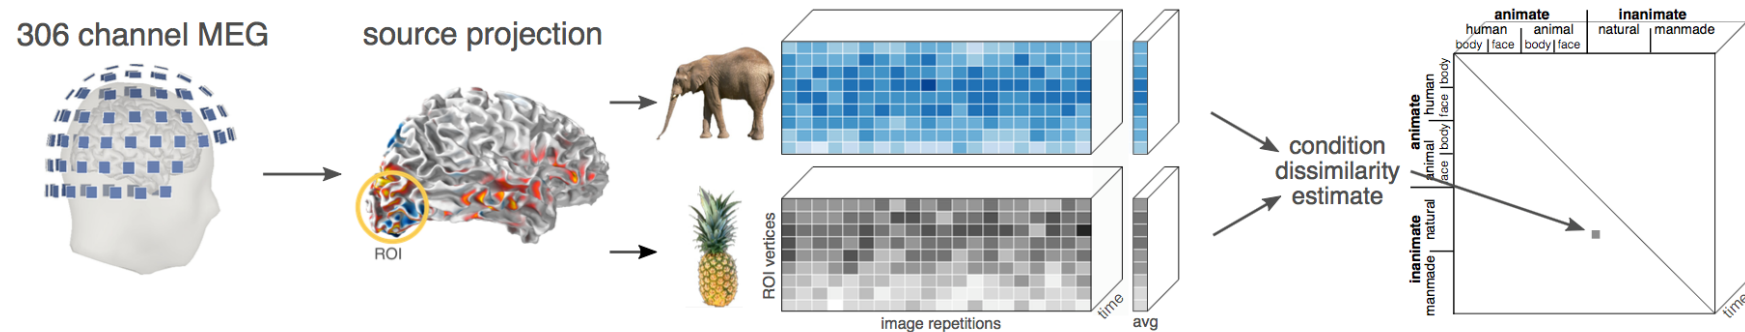 306 channel MEG
source projection
ROI
ROI vertices
image repetitions
time
avg
condition
dissimilarity
estimate
animate inanimate
human animal natural manmade
body face body face
animate inanimate
human animal natural manmade
body face body face
time